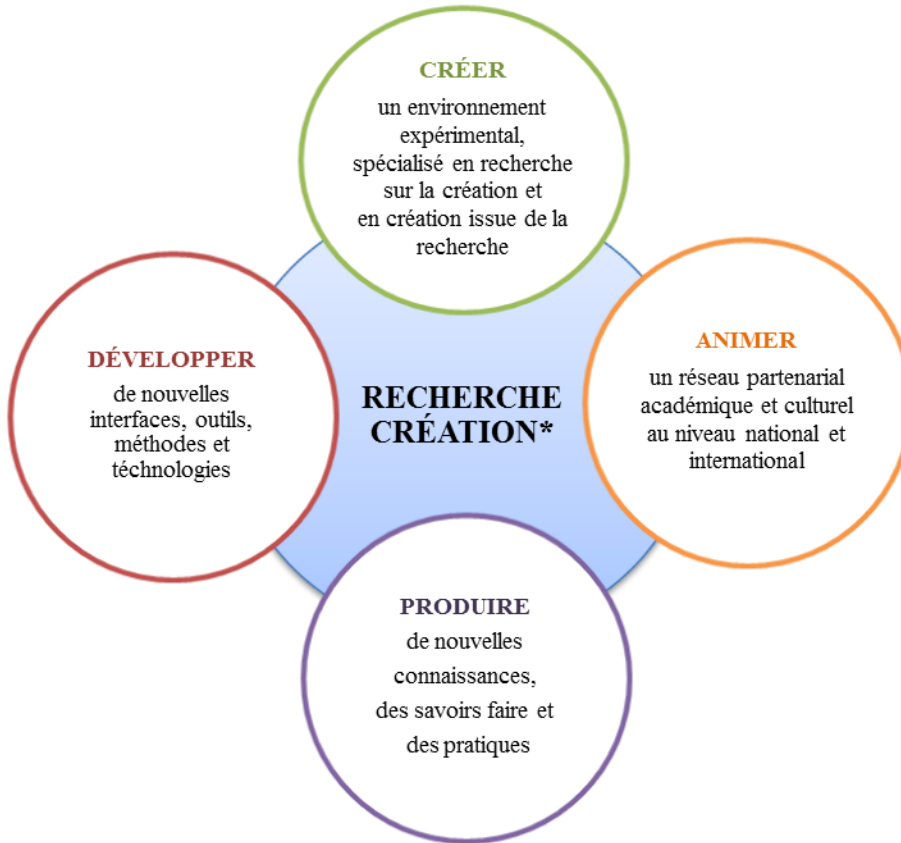 CRÉER
un environnement
expérimental,
spécialisé en recherche
sur la création et
en création issue de la
recherche
DÉVELOPPER
de nouvelles
interfaces, outils,
méthodes et
téchnologies
RECHERCHE
CRÉATION*
ANIMER
un réseau partenarial
académique et culturel
au niveau national et
international
PRODUIRE
de nouvelles
connaissances,
des savoirs faire et
des pratiques